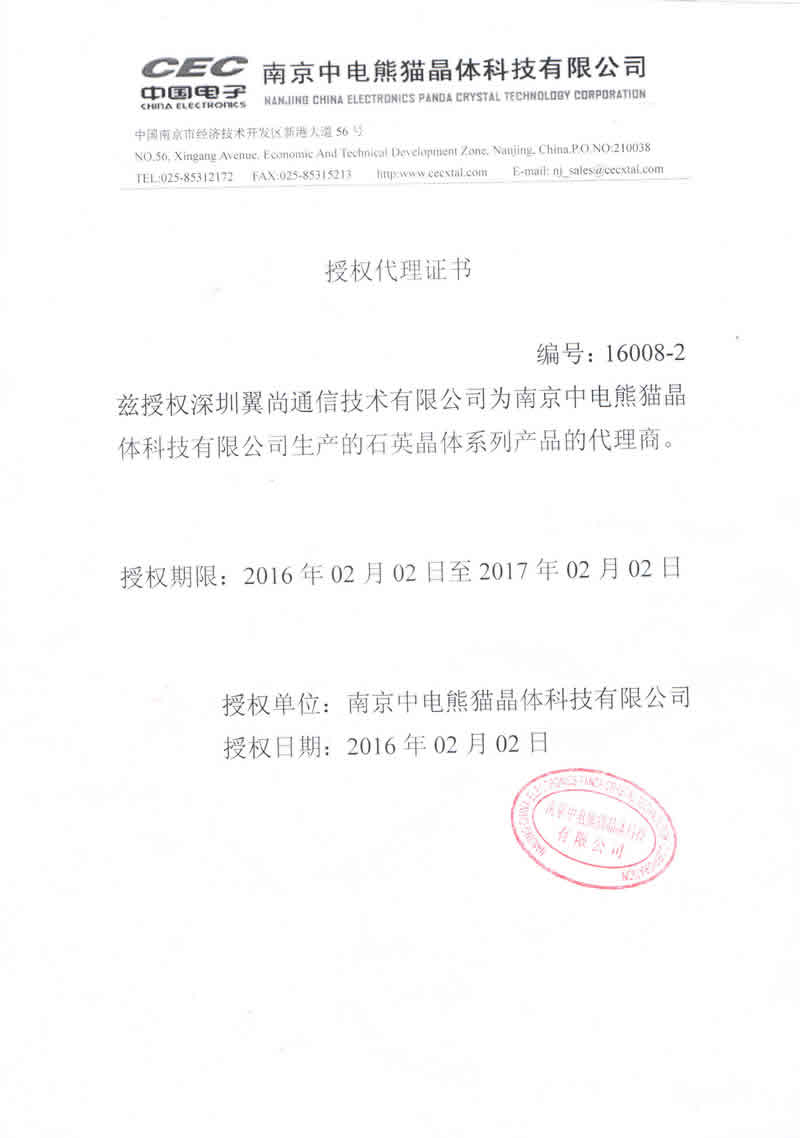 CEC 南京中电熊猫晶体科技有限公司
中国电子 NANJING CHINA ELECTRONICS PANDA CRYSTAL TECHNOLOGY CORPORATION
CHINA ELECTRONICS
中国南京市经济技术开发区新港大道 56 号
NO.56, Xingang Avenue. Economic And Technical Development Zone, Nanjing, China.P.O.NO:210038
TEL:025-85312172 FAX:025-85315213 http:www.cecxtal.com E-mail: nj_sales@cecxtal.com
授权代理证书
编号：16008-2
兹授权深圳翼尚通信技术有限公司为南京中电熊猫晶
体科技有限公司生产的石英晶体系列产品的代理商。
授权期限：2016 年 02 月 02 日至 2017 年 02 月 02 日
授权单位：南京中电熊猫晶体科技有限公司
授权日期：2016 年 02 月 02 日
NANJING CHINA ELECTRONICS PANDA CRYSTAL TECHNOLOGY CORPORATION
南京中电熊猫晶体科技
有限公司